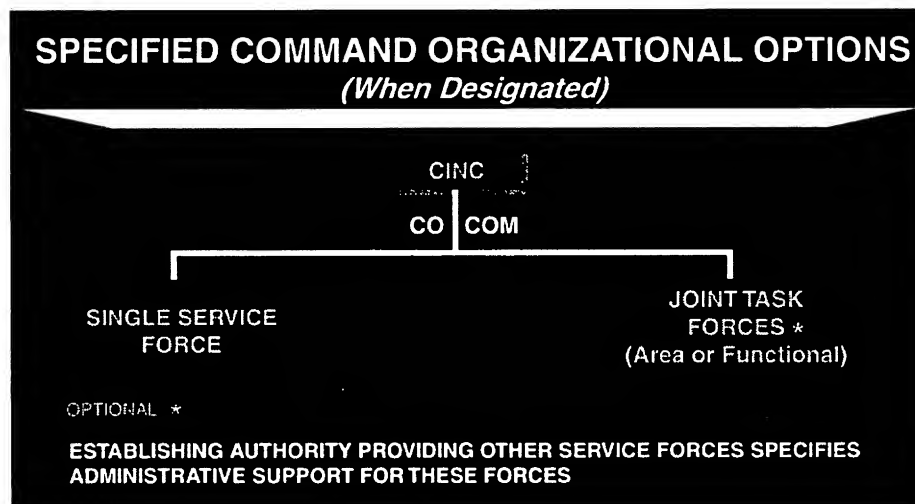 SPECIFIED COMMAND ORGANIZATIONAL OPTIONS
(When Designated)
CINC
CO COM
SINGLE SERVICE
FORCE
JOINT TASK
FORCES *
(Area or Functional)
OPTIONAL *
ESTABLISHING AUTHORITY PROVIDING OTHER SERVICE FORCES SPECIFIES
ADMINISTRATIVE SUPPORT FOR THESE FORCES